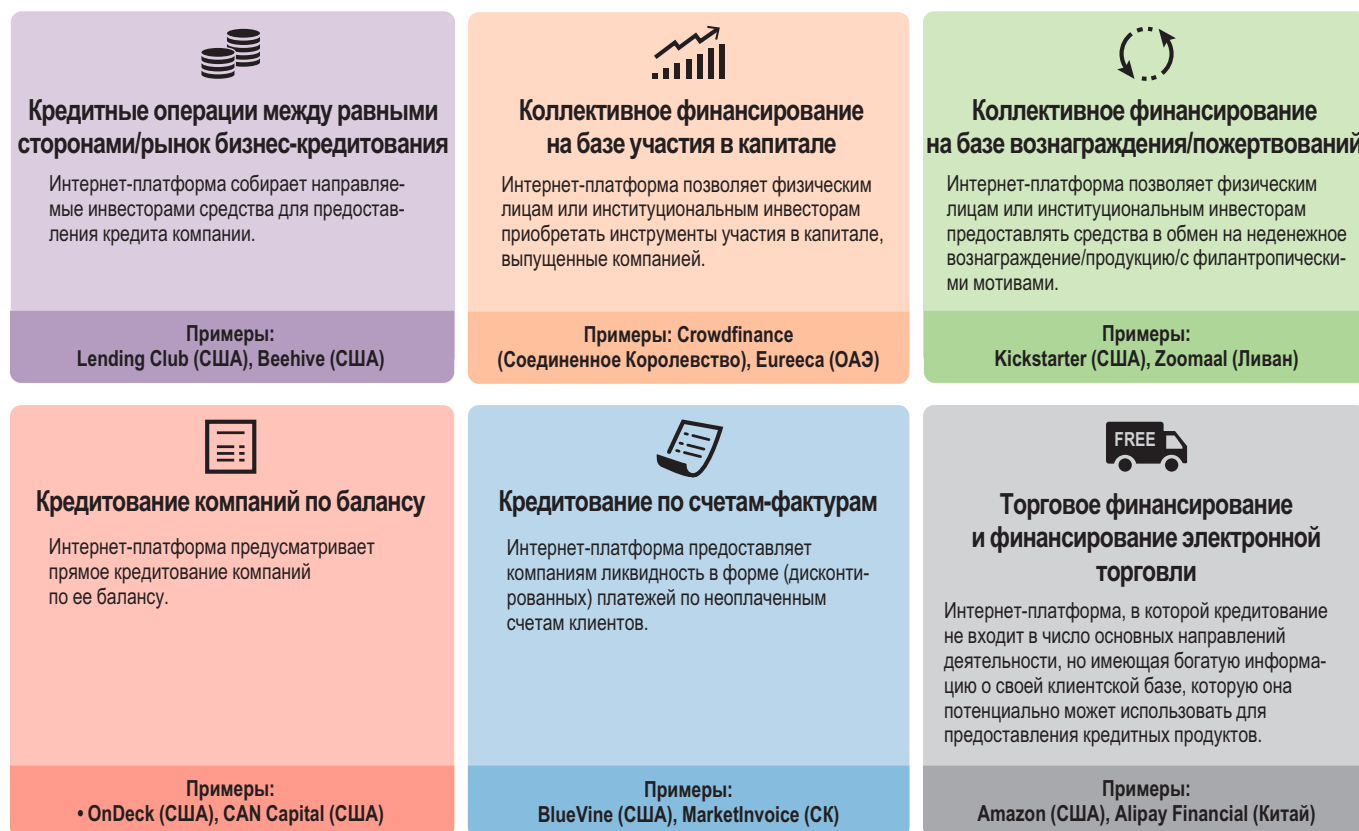 Кредитные операции между равными
сторонами/рынок бизнес-кредитования
Интернет-платформа собирает направляе-
мые инвесторами средства для предостав-
ления кредита компании.
Примеры:
Lending Club (США), Beehive (США)
Коллективное финансирование
на базе участия в капитале
Интернет-платформа позволяет физическим
лицам или институциональным инвесторам
приобретать инструменты участия в капитале,
выпущенные компанией.
Примеры: Crowdfinance
(Соединенное Королевство), Eureeca (ОАЭ)
Коллективное финансирование
на базе вознаграждения/пожертвований
Интернет-платформа позволяет физическим
лицам или институциональным инвесторам
предоставлять средства в обмен на неденежное
вознаграждение/продукцию/с филантропически-
ми мотивами.
Примеры:
Kickstarter (США), Zoomaal (Ливан)
Кредитование компаний по балансу
Интернет-платформа предусматривает
прямое кредитование компаний
по ее балансу.
Примеры:
• OnDeck (США), CAN Capital (США)
Кредитование по счетам-фактурам
Интернет-платформа предоставляет
компаниям ликвидность в форме (дисконти-
рованных) платежей по неоплаченным
счетам клиентов.
Примеры:
BlueVine (США), MarketInvoice (СК)
FREE
Торговое финансирование
и финансирование электронной
торговли
Интернет-платформа, в которой кредитование
не входит в число основных направлений
деятельности, но имеющая богатую информа-
цию о своей клиентской базе, которую она
потенциально может использовать для
предоставления кредитных продуктов.
Примеры:
Amazon (США), Alipay Financial (Китай)